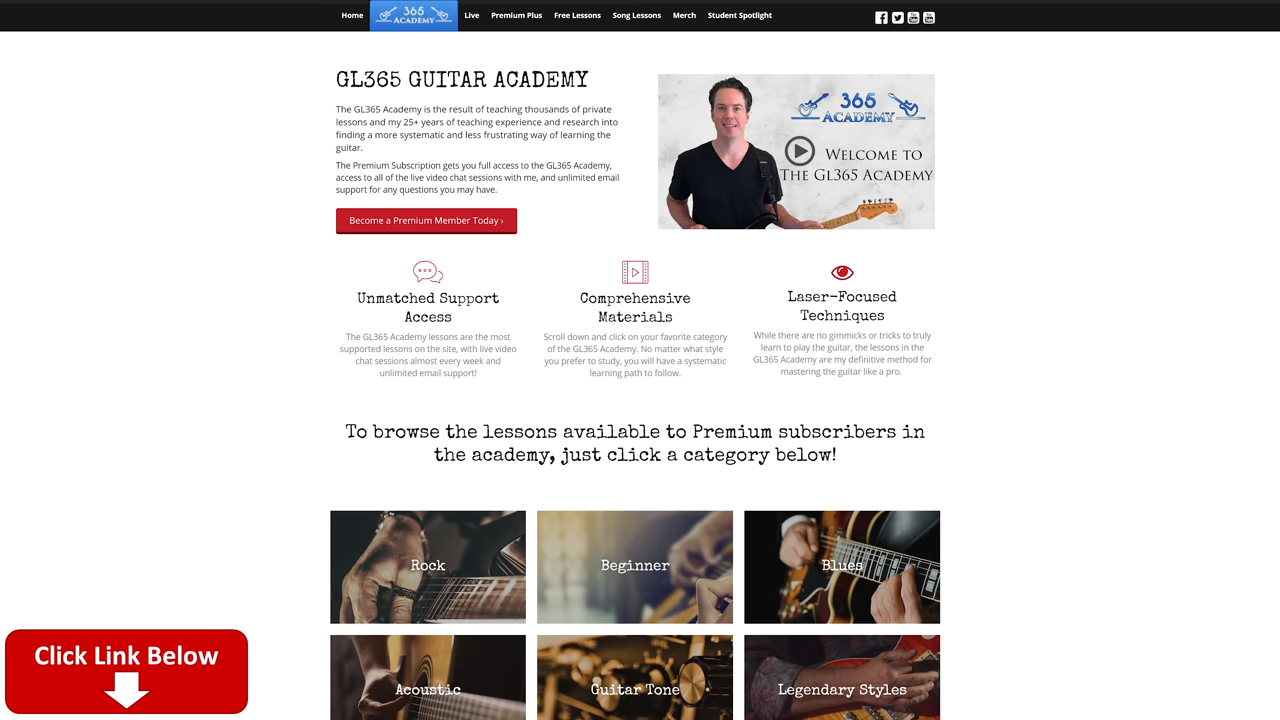 Home
365
ACADEMY
Live
Premium Plus
Free Lessons
Song Lessons
Merch
Student Spotlight
GL365 GUITAR ACADEMY
The GL365 Academy is the result of teaching thousands of private
lessons and my 25+ years of teaching experience and research into
finding a more systematic and less frustrating way of learning the
guitar.
The Premium Subscription gets you full access to the GL365 Academy,
access to all of the live video chat sessions with me, and unlimited email
support for any questions you may have.
Become a Premium Member Today ›
365
ACADEMY
WELCOME TO
THE GL365 ACADEMY
Unmatched Support
Access
The GL365 Academy lessons are the most
supported lessons on the site, with live video
chat sessions almost every week and
unlimited email support!
Comprehensive
Materials
Scroll down and click on your favorite category
of the GL365 Academy. No matter what style
you prefer to study, you will have a systematic
learning path to follow.
Laser-Focused
Techniques
While there are no gimmicks or tricks to truly
learn to play the guitar, the lessons in the
GL365 Academy are my definitive method for
mastering the guitar like a pro.
To browse the lessons available to Premium subscribers in
the academy, just click a category below!
Rock
Beginner
Blues
Acoustic
Guitar Tone
Legendary Styles
Click Link Below